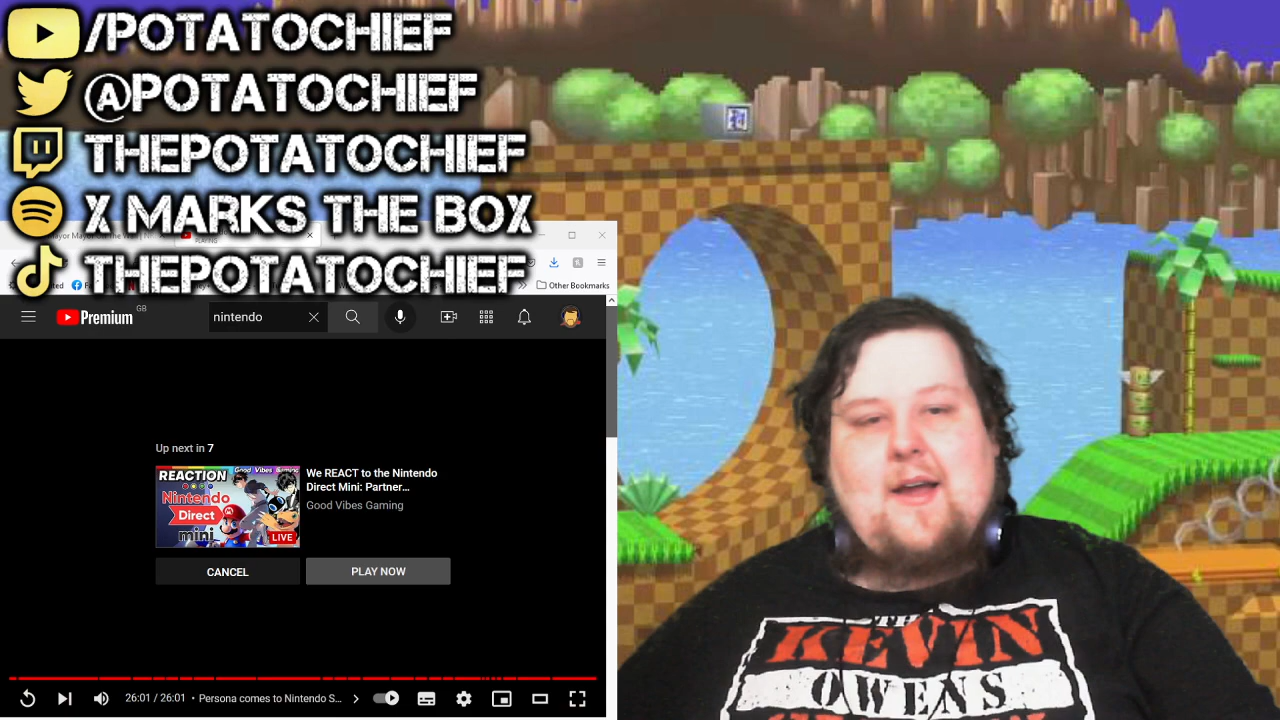 /POTATOCHIEF
@POTATOCHIEF
THEPOTATOCHIEF
X MARKS THE BOX
THEPOTATOCHIEF
Other Bookmarks
Premium GB
nintendo
Up next in 7
REACTION
Good Vibes Gaming
Nintendo
Direct
mini
LIVE
We REACT to the Nintendo
Direct Mini: Partner...
Good Vibes Gaming
CANCEL
PLAY NOW
26:01 / 26:01 • Persona comes to Nintendo S...
THE
KEVIN
OWENS